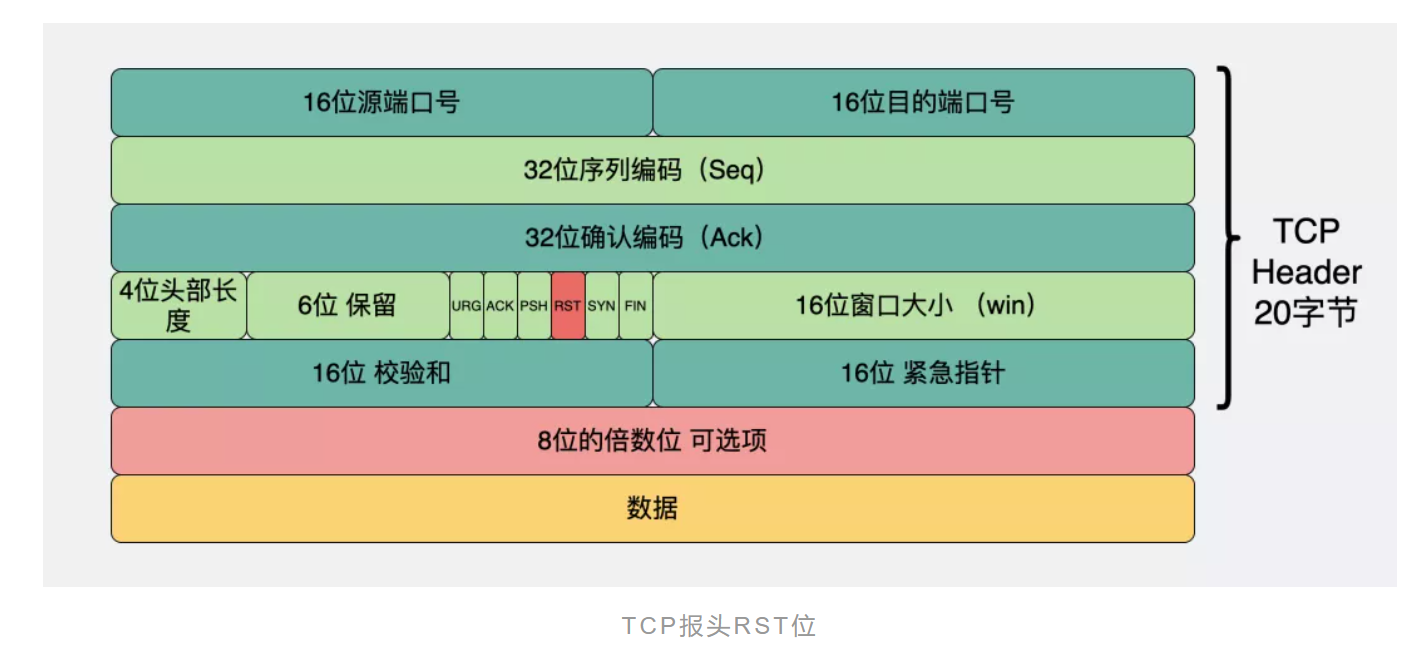 16位源端口号
16位目的端口号
32位序列编码（Seq）
32位确认编码（Ack）
4位头部长
度
6位 保留
URG
ACK
PSH
RST
SYN
FIN
16位窗口大小 （win）
16位 校验和
16位 紧急指针
8位的倍数位 可选项
数据
TCP
Header
20字节
TCP报头RST位